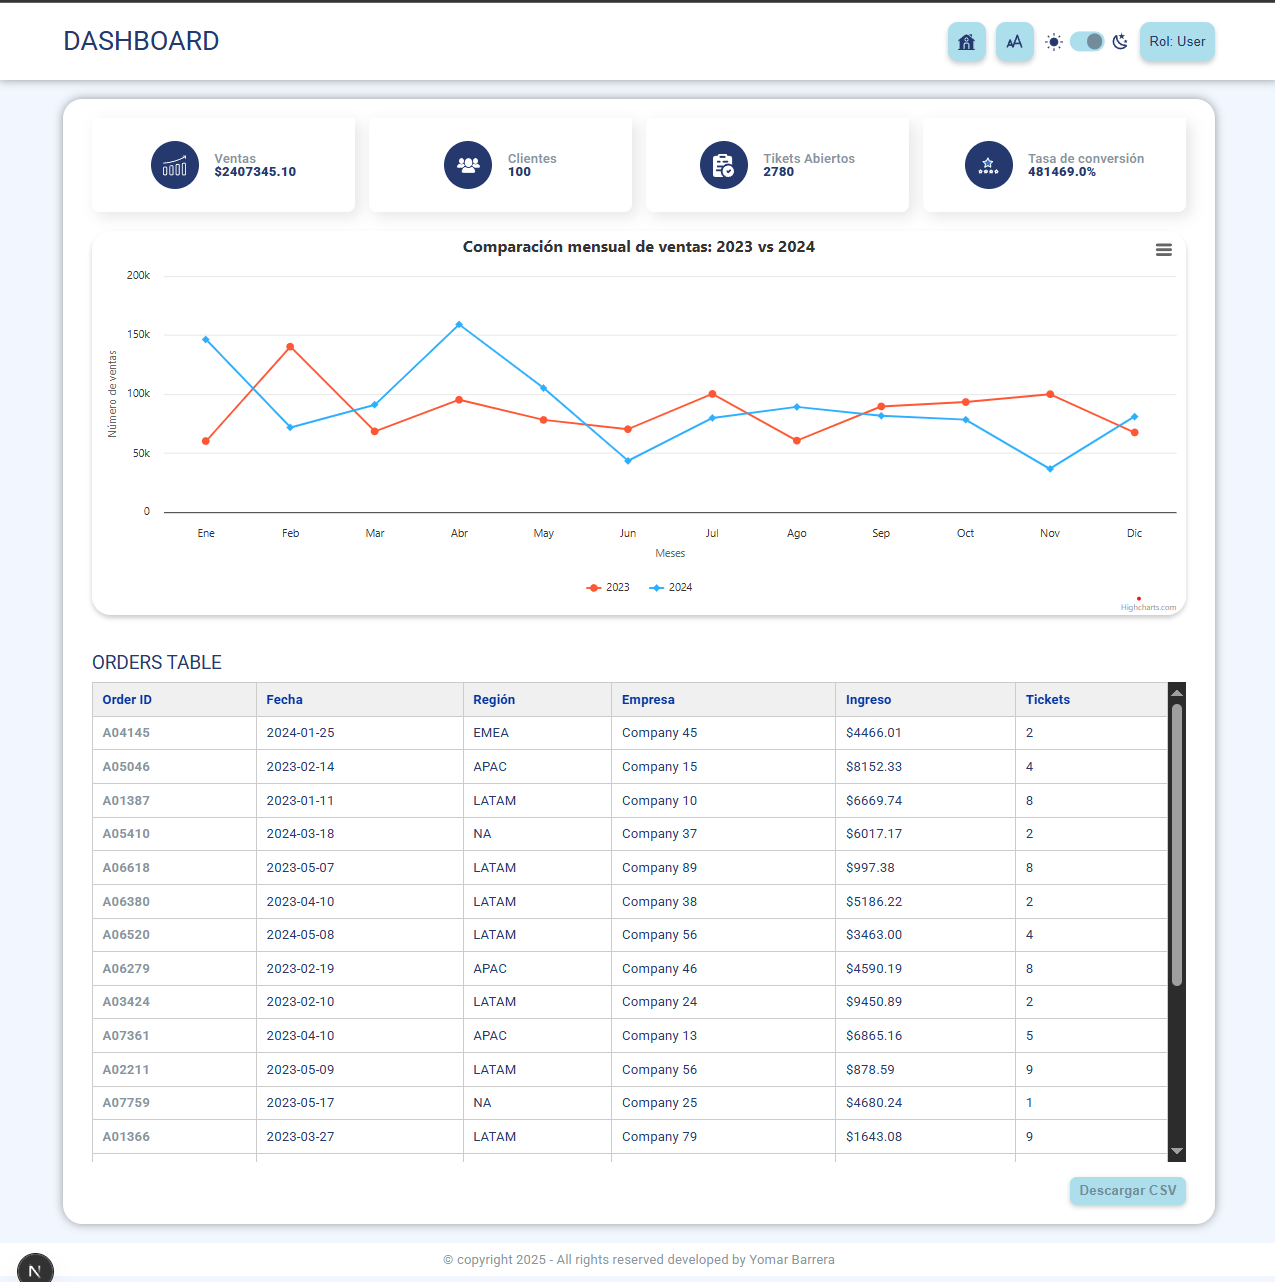 DASHBOARD
AA
Rol: User
Ventas
$2407345.10
Clientes
100
Tikets Abiertos
2780
Tasa de conversión
481469.0%
Comparación mensual de ventas: 2023 vs 2024
Número de ventas
200k
150k
100k
50k
0
Ene Feb Mar Abr May Jun Jul Ago Sep Oct Nov Dic
Meses
2023 2024
Highcharts.com
ORDERS TABLE
Order ID Fecha Región Empresa Ingreso Tickets
A04145 2024-01-25 EMEA Company 45 $4466.01 2
A05046 2023-02-14 APAC Company 15 $8152.33 4
A01387 2023-01-11 LATAM Company 10 $6669.74 8
A05410 2024-03-18 NA Company 37 $6017.17 2
A06618 2023-05-07 LATAM Company 89 $997.38 8
A06380 2023-04-10 LATAM Company 38 $5186.22 2
A06520 2024-05-08 LATAM Company 56 $3463.00 4
A06279 2023-02-19 APAC Company 46 $4590.19 8
A03424 2023-02-10 LATAM Company 24 $9450.89 2
A07361 2023-04-10 APAC Company 13 $6865.16 5
A02211 2023-05-09 LATAM Company 56 $878.59 9
A07759 2023-05-17 NA Company 25 $4680.24 1
A01366 2023-03-27 LATAM Company 79 $1643.08 9
Descargar CSV
© copyright 2025 - All rights reserved developed by Yomar Barrera
N